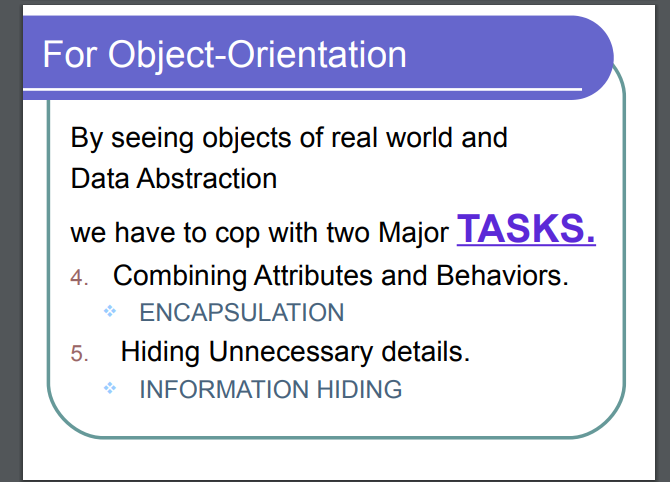 For Object-Orientation
By seeing objects of real world and
Data Abstraction
we have to cop with two Major TASKS.
4. Combining Attributes and Behaviors.
ENCAPSULATION
5. Hiding Unnecessary details.
INFORMATION HIDING